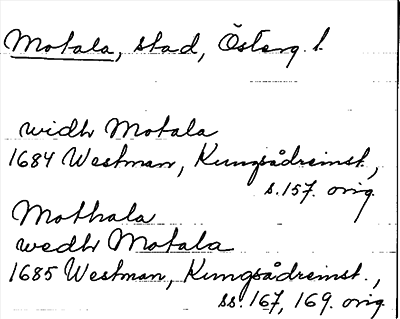 Motala, stad, Österg. l.
widh Motala
1684 Westman, Kungsådreinst.,
s. 157. orig.
Mothala
wedh Motala
1685 Westman, Kungsådreinst.,
ss. 167, 169. orig.